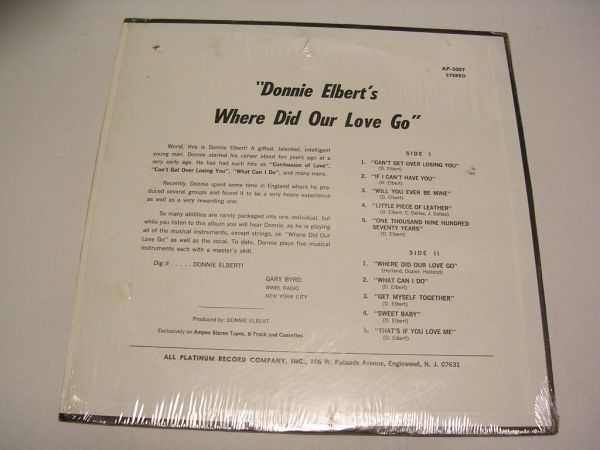 AP-3007
STEREO
"Donnie Elbert's
Where Did Our Love Go"
World, this is Donnie Elbert! A gifted, talented, intelligent
young man. Donnie started his career about ten years ago at a
very early age. He has had such hits as "Confession of Love",
"Can't Get Over Losing You", "What Can I Do", and many more.
Recently, Donnie spent some time in England where he pro-
duced several groups and found it to be a very heavy experience
as well as a very rewarding one.
So many abilities are rarely packaged into one individual, but
while you listen to this album you will hear Donnie, as he is playing
all of the musical instruments, except strings, on "Where Did Our
Love Go" as well as the vocal. To date, Donnie plays five musical
instruments each with a master's skill.
Dig it . . . . . DONNIE ELBERT!
GARY BYRD
WWRL RADIO
NEW YORK CITY
Produced by: DONNIE ELBERT
Exclusively on Ampex Stereo Tapes, 8-Track and Cassettes
SIDE I
1. "CAN'T GET OVER LOSING YOU"
(D. Elbert)
2. "IF I CAN'T HAVE YOU"
(D. Elbert)
3. "WILL YOU EVER BE MINE"
(D. Elbert)
4. "LITTLE PIECE OF LEATHER"
(D. Elbert, C. Dallas, J. Dallas)
5. "ONE THOUSAND NINE HUNDRED
SEVENTY YEARS"
(D. Elbert)
SIDE II
1. "WHERE DID OUR LOVE GO"
(Holland, Dozier, Holland)
2. "WHAT CAN I DO"
(D. Elbert)
3. "GET MYSELF TOGETHER"
(D. Elbert)
4. "SWEET BABY"
(D. Elbert)
5. "THAT'S IF YOU LOVE ME"
(D. Elbert)
ALL PLATINUM RECORD COMPANY, INC., 106 W. Palisade Avenue, Englewood, N. J. 07631